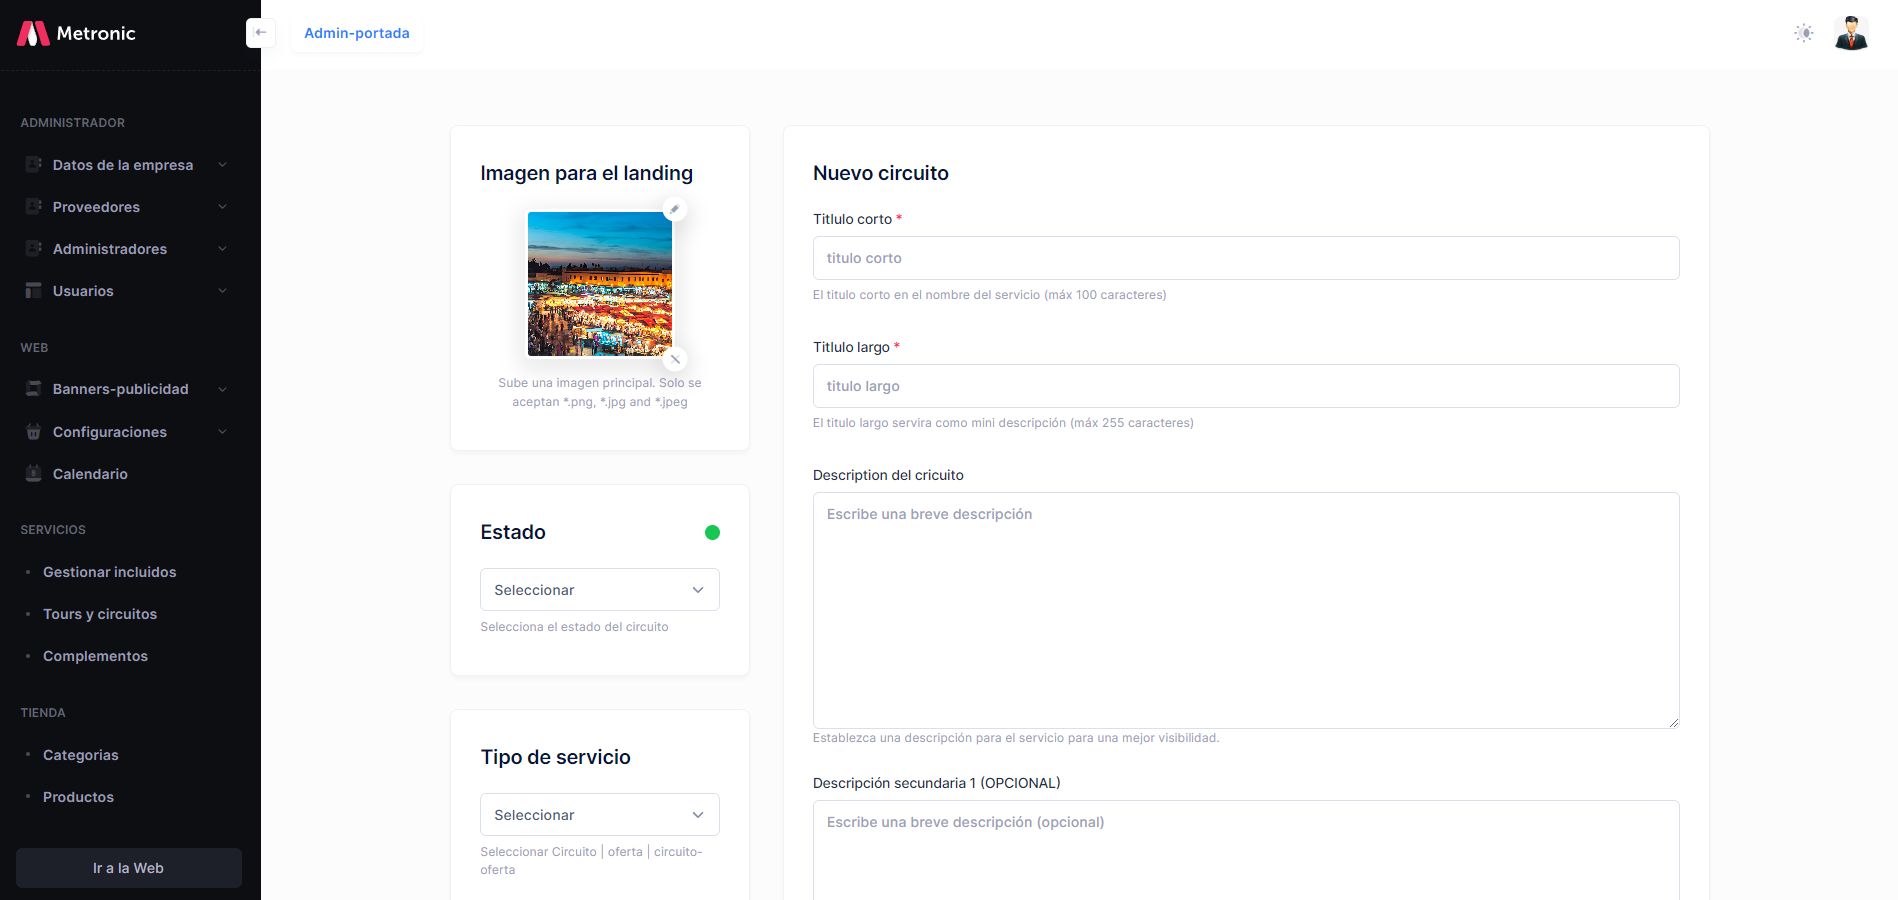 Metronic
Admin-portada
ADMINISTRADOR
Datos de la empresa
Proveedores
Administradores
Usuarios
WEB
Banners-publicidad
Configuraciones
Calendario
SERVICIOS
Gestionar incluidos
Tours y circuitos
Complementos
TIENDA
Categorias
Productos
Ir a la Web
Imagen para el landing
Sube una imagen principal. Solo se
aceptan *.png, *.jpg and *.jpeg
Estado
Seleccionar
Selecciona el estado del circuito
Tipo de servicio
Seleccionar
Seleccionar Circuito | oferta | circuito-
oferta
Nuevo circuito
Titlulo corto *
titulo corto
El titulo corto en el nombre del servicio (máx 100 caracteres)
Titlulo largo *
titulo largo
El titulo largo servira como mini descripción (máx 255 caracteres)
Description del cricuito
Escribe una breve descripción
Establezca una descripción para el servicio para una mejor visibilidad.
Descripción secundaria 1 (OPCIONAL)
Escribe una breve descripción (opcional)